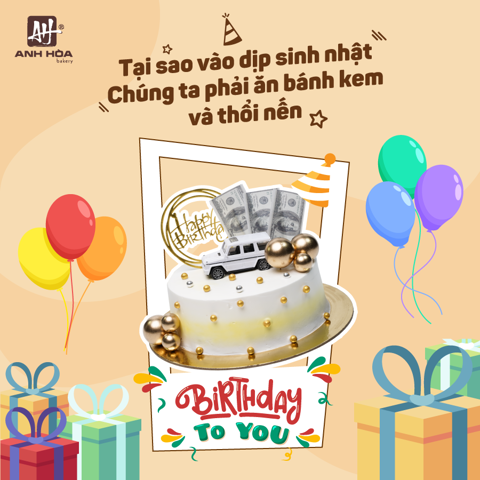 AH®
ANH HÒA
bakery
Tại sao vào dịp sinh nhật
Chúng ta phải ăn bánh kem
và thổi nến
Happy
Birthday
BiRTHDAY
TO YOU